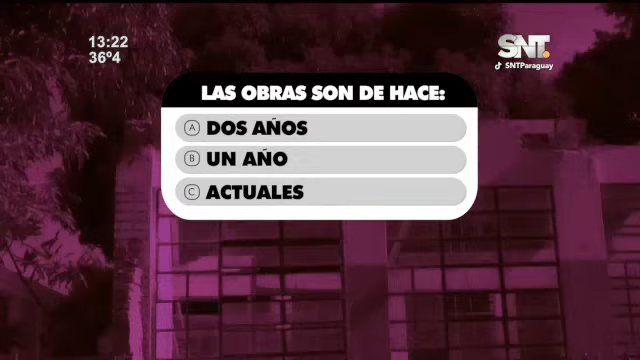 13:22
36°4
SNT.
SNTParaguay
LAS OBRAS SON DE HACE:
A DOS AÑOS
B UN AÑO
C ACTUALES